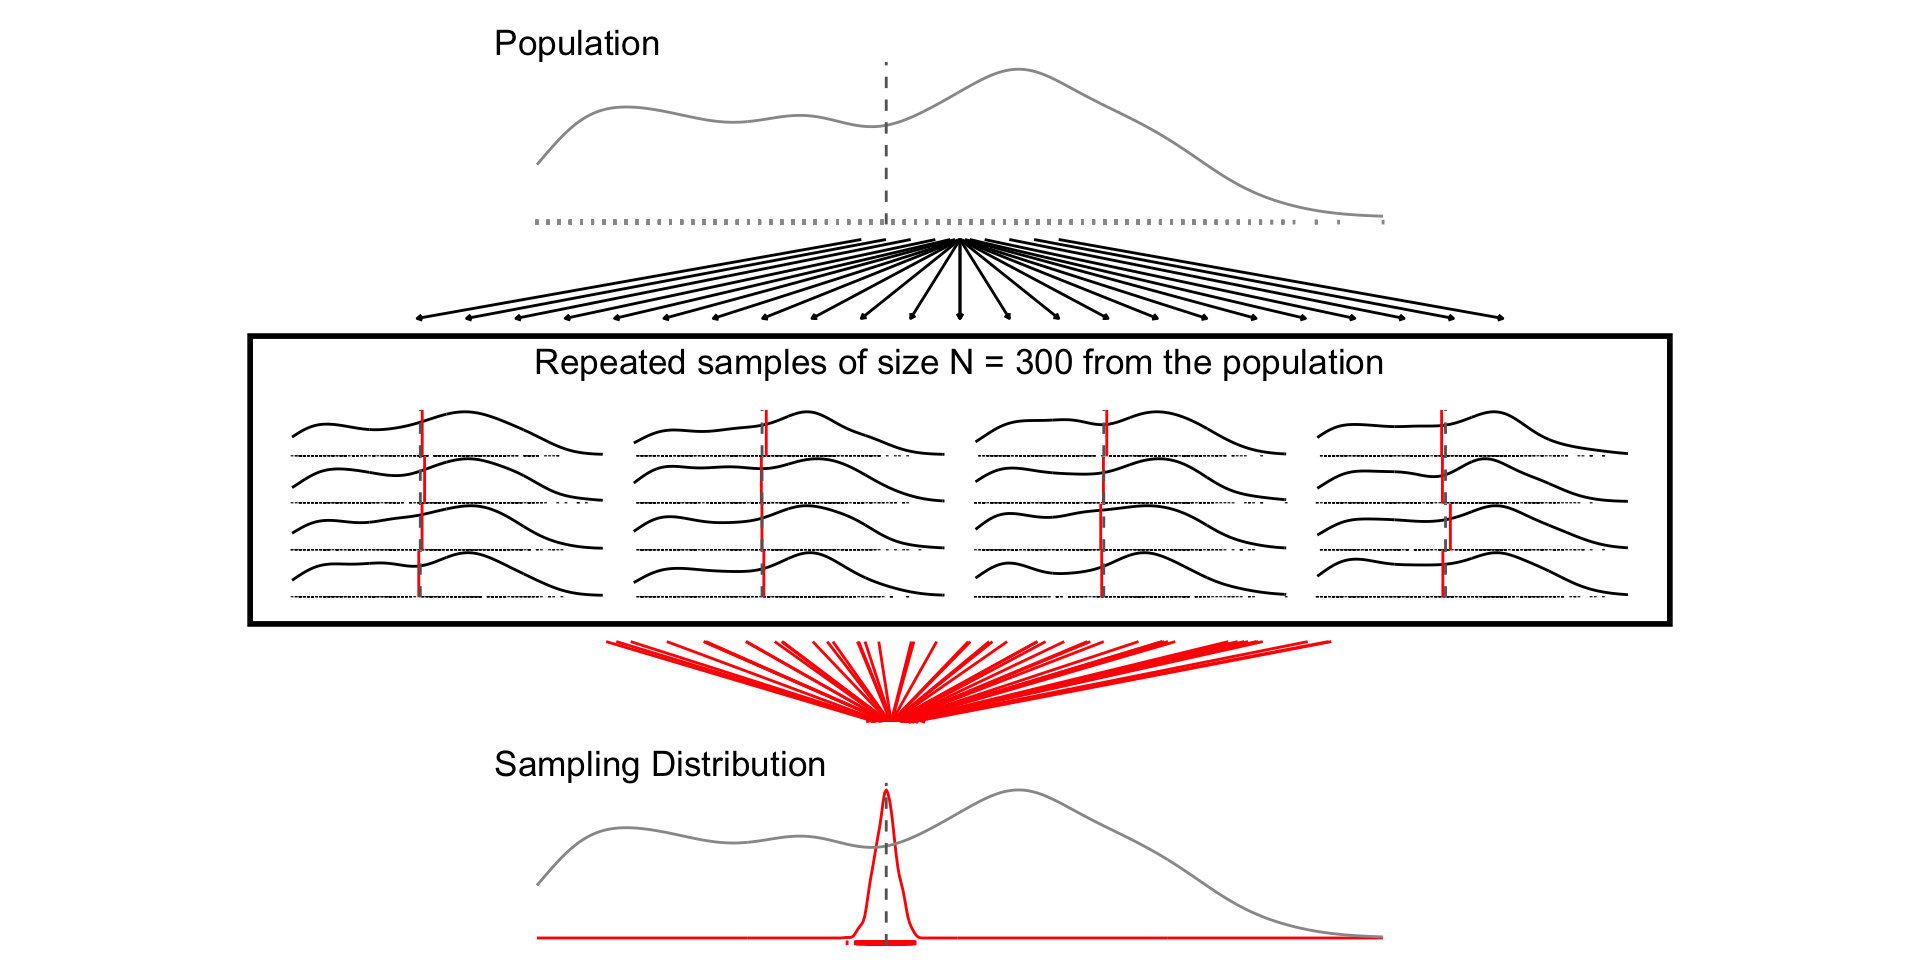 Population
Repeated samples of size N = 300 from the population
Sampling Distribution